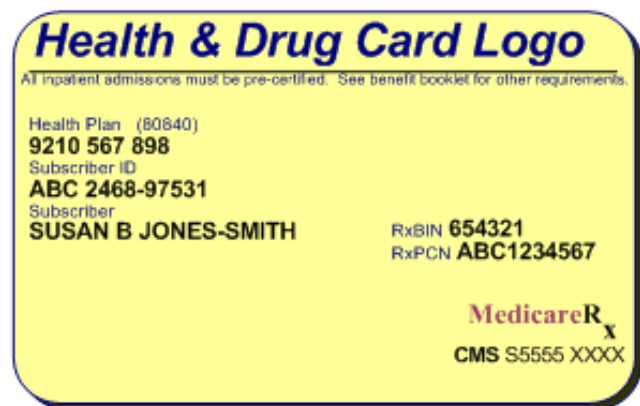 Health & Drug Card Logo
All inpatient admissions must be pre-certified. See benefit booklet for other requirements.
Health Plan (80840)
9210 567 898
Subscriber ID
ABC 2468-97531
Subscriber
SUSAN B JONES-SMITH
RxBIN 654321
RxPCN ABC1234567
MedicareRx
CMS S5555 XXXX